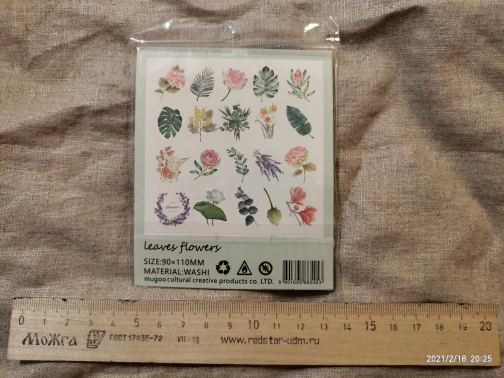 leaves flowers
SIZE:90×110MM
MATERIAL:WASHI
mugoo cultural creative products co. LTD.
0 1 2 3 4 5 6 7 8 9 10 11 12 13 14 15 16 17 18 19 20
Можга ГОСТ 17435-72 VII-18 www.redstar-udm.ru
2021/2/18 20:25